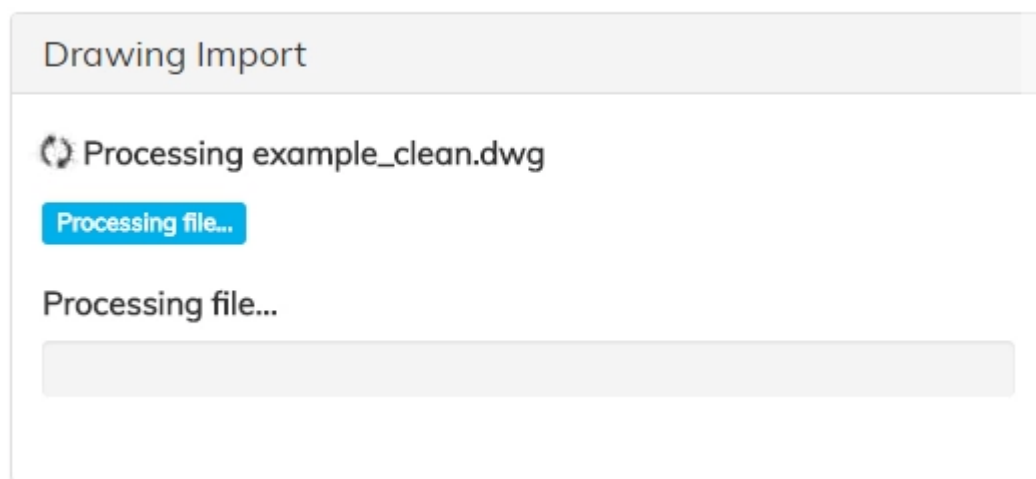 Drawing Import
Processing example_clean.dwg
Processing file...
Processing file...